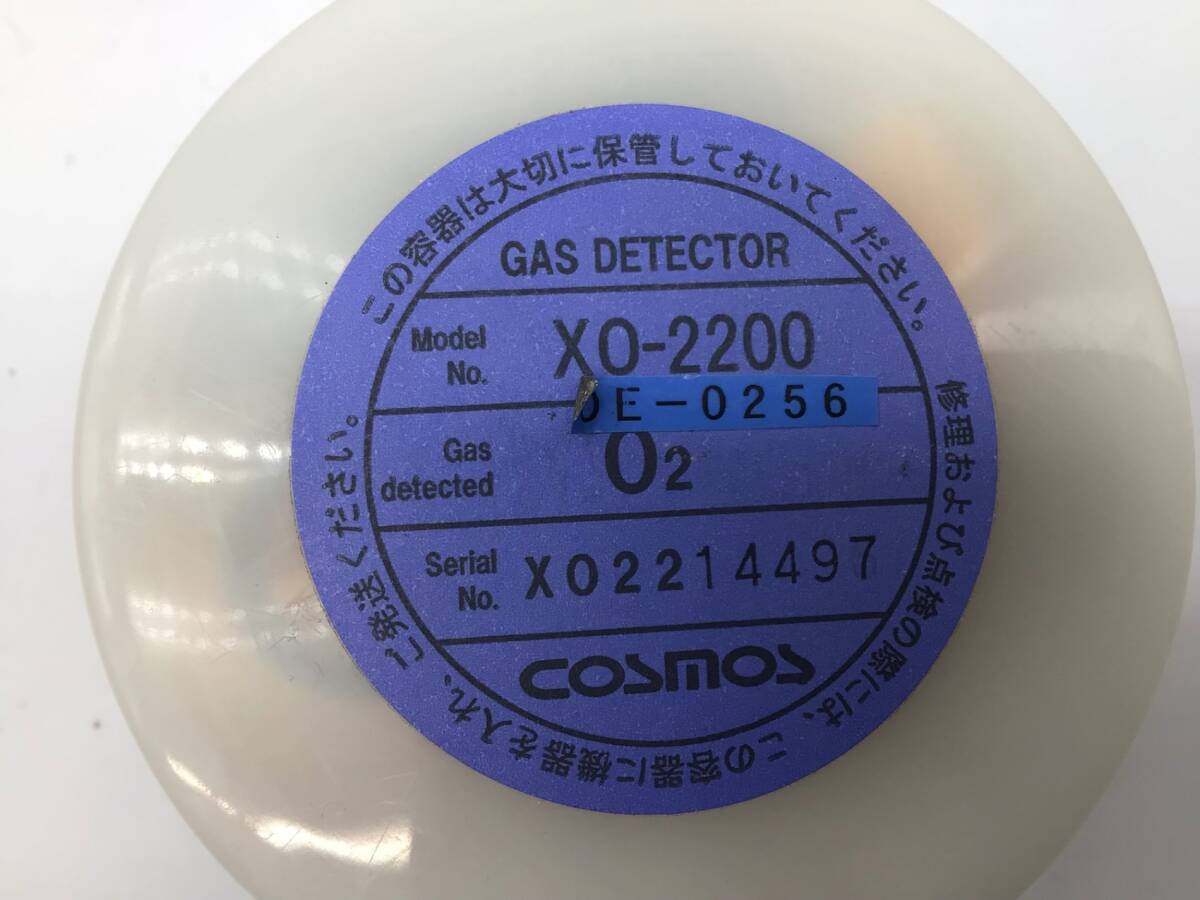 この容器は大切に保管しておいてください。
修理および点検の際には、
この容器に機器を入れ、
ご発送ください。
GAS DETECTOR
Model No. XO-2200
E-0256
Gas detected O2
Serial No. XO2214497
COSMOS